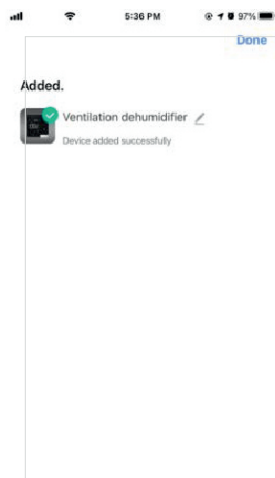 5:36 PM
97%
Done
Added.
Ventilation dehumidifier
Device added successfully